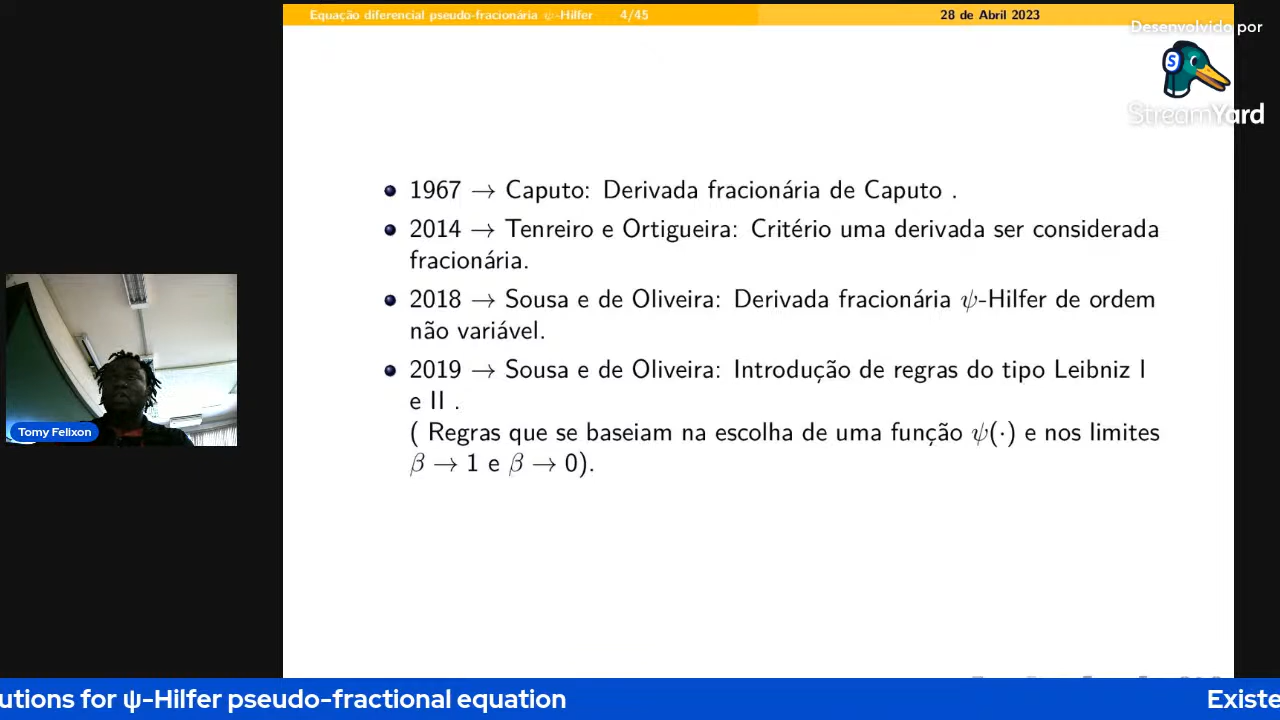 Equação diferencial pseudo-fracionária ψ-Hilfer 4/45 28 de Abril 2023
Desenvolvido por
S
StreamYard
1967 → Caputo: Derivada fracionária de Caputo .
2014 → Tenreiro e Ortigueira: Critério uma derivada ser considerada
fracionária.
2018 → Sousa e de Oliveira: Derivada fracionária ψ-Hilfer de ordem
não variável.
2019 → Sousa e de Oliveira: Introdução de regras do tipo Leibniz I
e II .
( Regras que se baseiam na escolha de uma função ψ(·) e nos limites
β → 1 e β → 0).
Tomy Felixon
utions for ψ-Hilfer pseudo-fractional equation
Existe